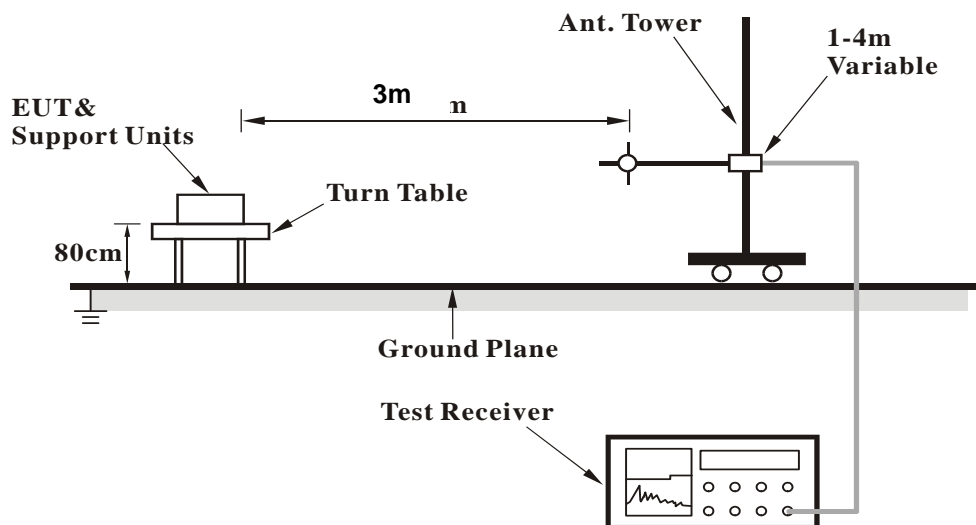 Ant. Tower
1-4m
Variable
3m
m
EUT&
Support Units
Turn Table
80cm
Ground Plane
Test Receiver